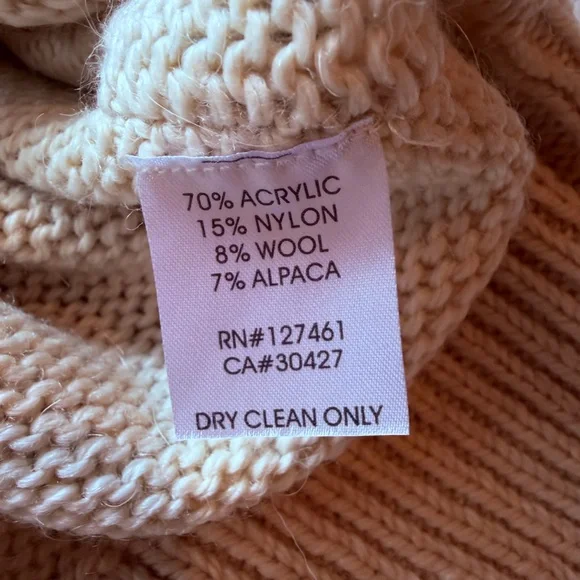 70% ACRYLIC
15% NYLON
8% WOOL
7% ALPACA
RN#127461
CA#30427
DRY CLEAN ONLY